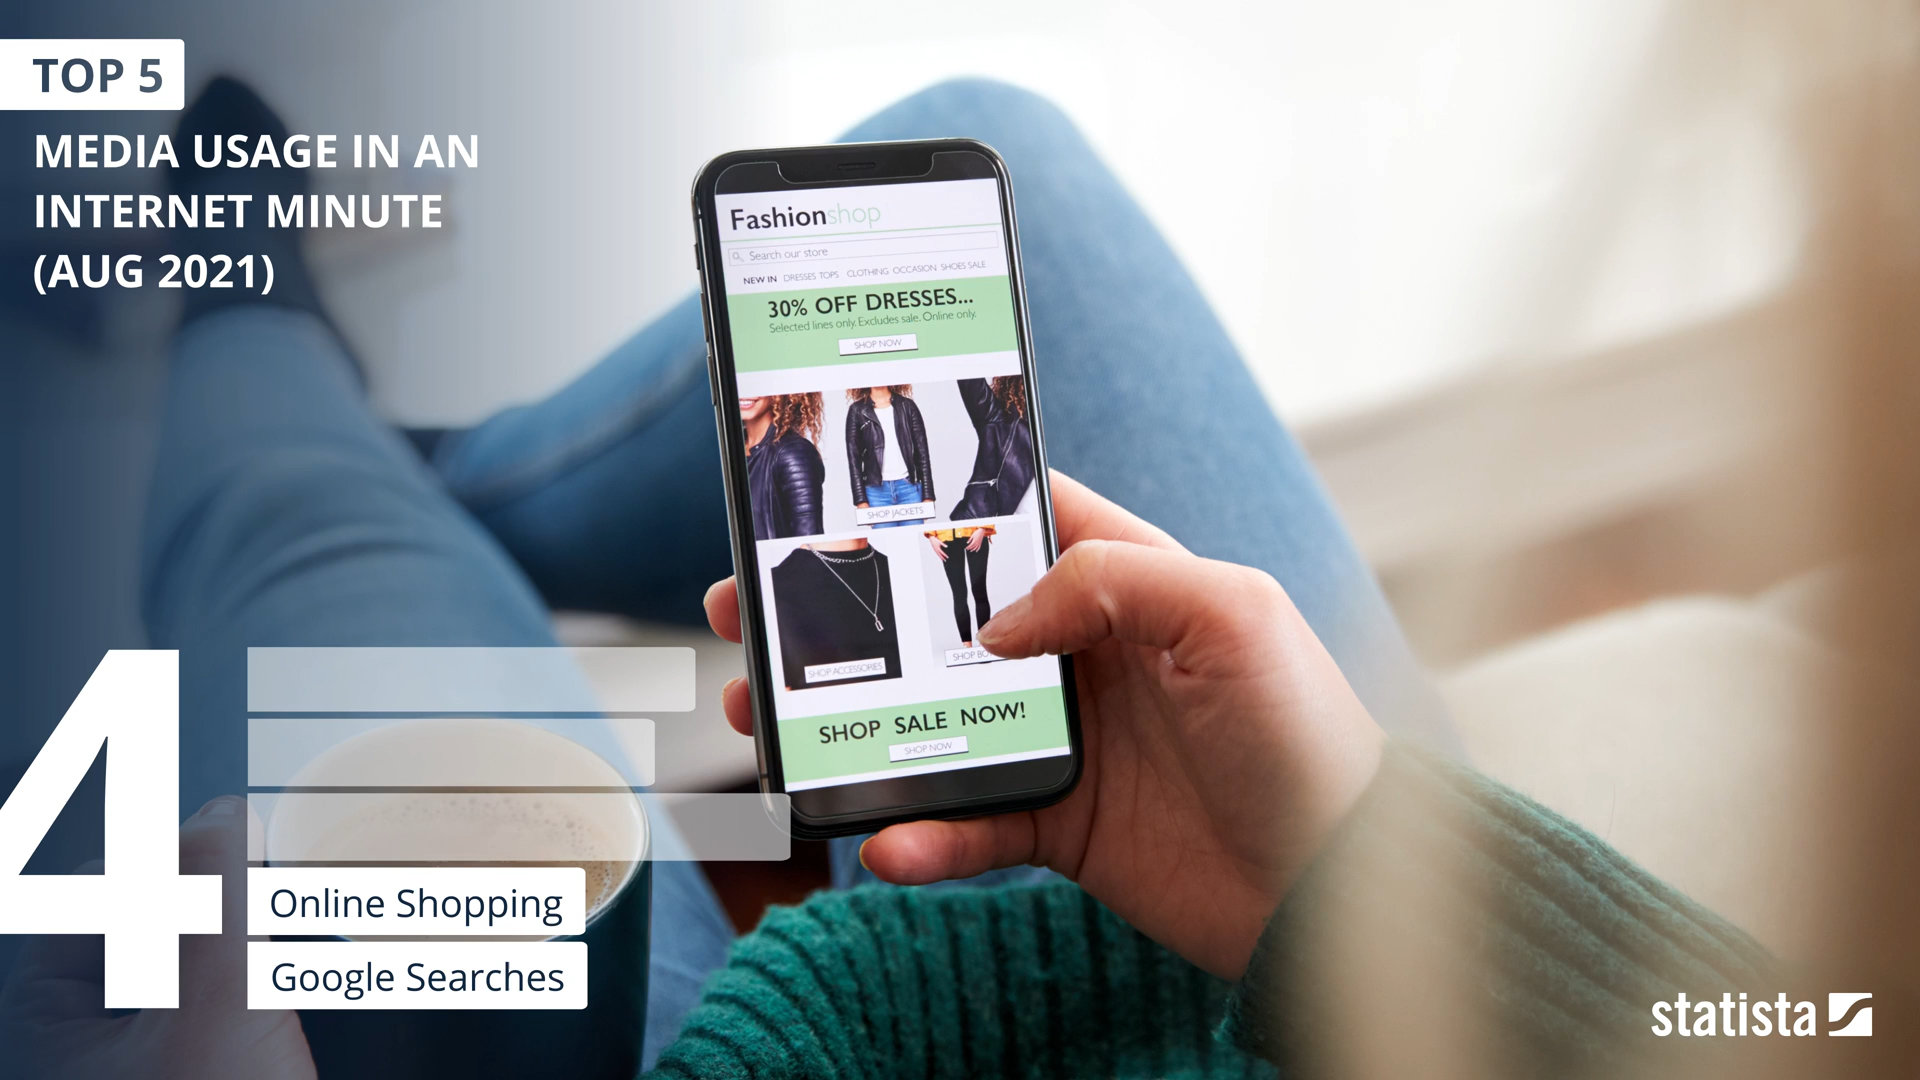 TOP 5
MEDIA USAGE IN AN
INTERNET MINUTE
(AUG 2021)
Fashionshop
Search our store
NEW IN DRESSES TOPS CLOTHING OCCASION SHOES SALE
30% OFF DRESSES...
Selected lines only. Excludes sale. Online only.
SHOP NOW
SHOP JACKETS
SHOP ACCESSORIES
SHOP
SHOP SALE NOW!
SHOP NOW
4
Online Shopping
Google Searches
statista